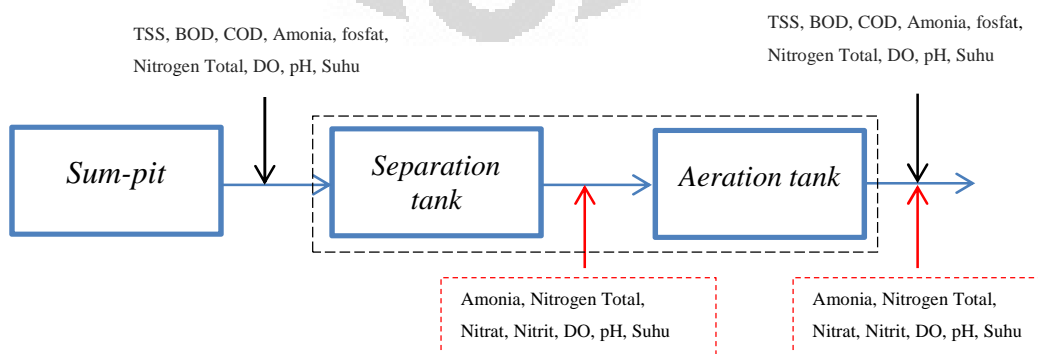 TSS, BOD, COD, Amonia, fosfat,
Nitrogen Total, DO, pH, Suhu
TSS, BOD, COD, Amonia, fosfat,
Nitrogen Total, DO, pH, Suhu
Sum-pit
Separation
tank
Aeration tank
Amonia, Nitrogen Total,
Nitrat, Nitrit, DO, pH, Suhu
Amonia, Nitrogen Total,
Nitrat, Nitrit, DO, pH, Suhu